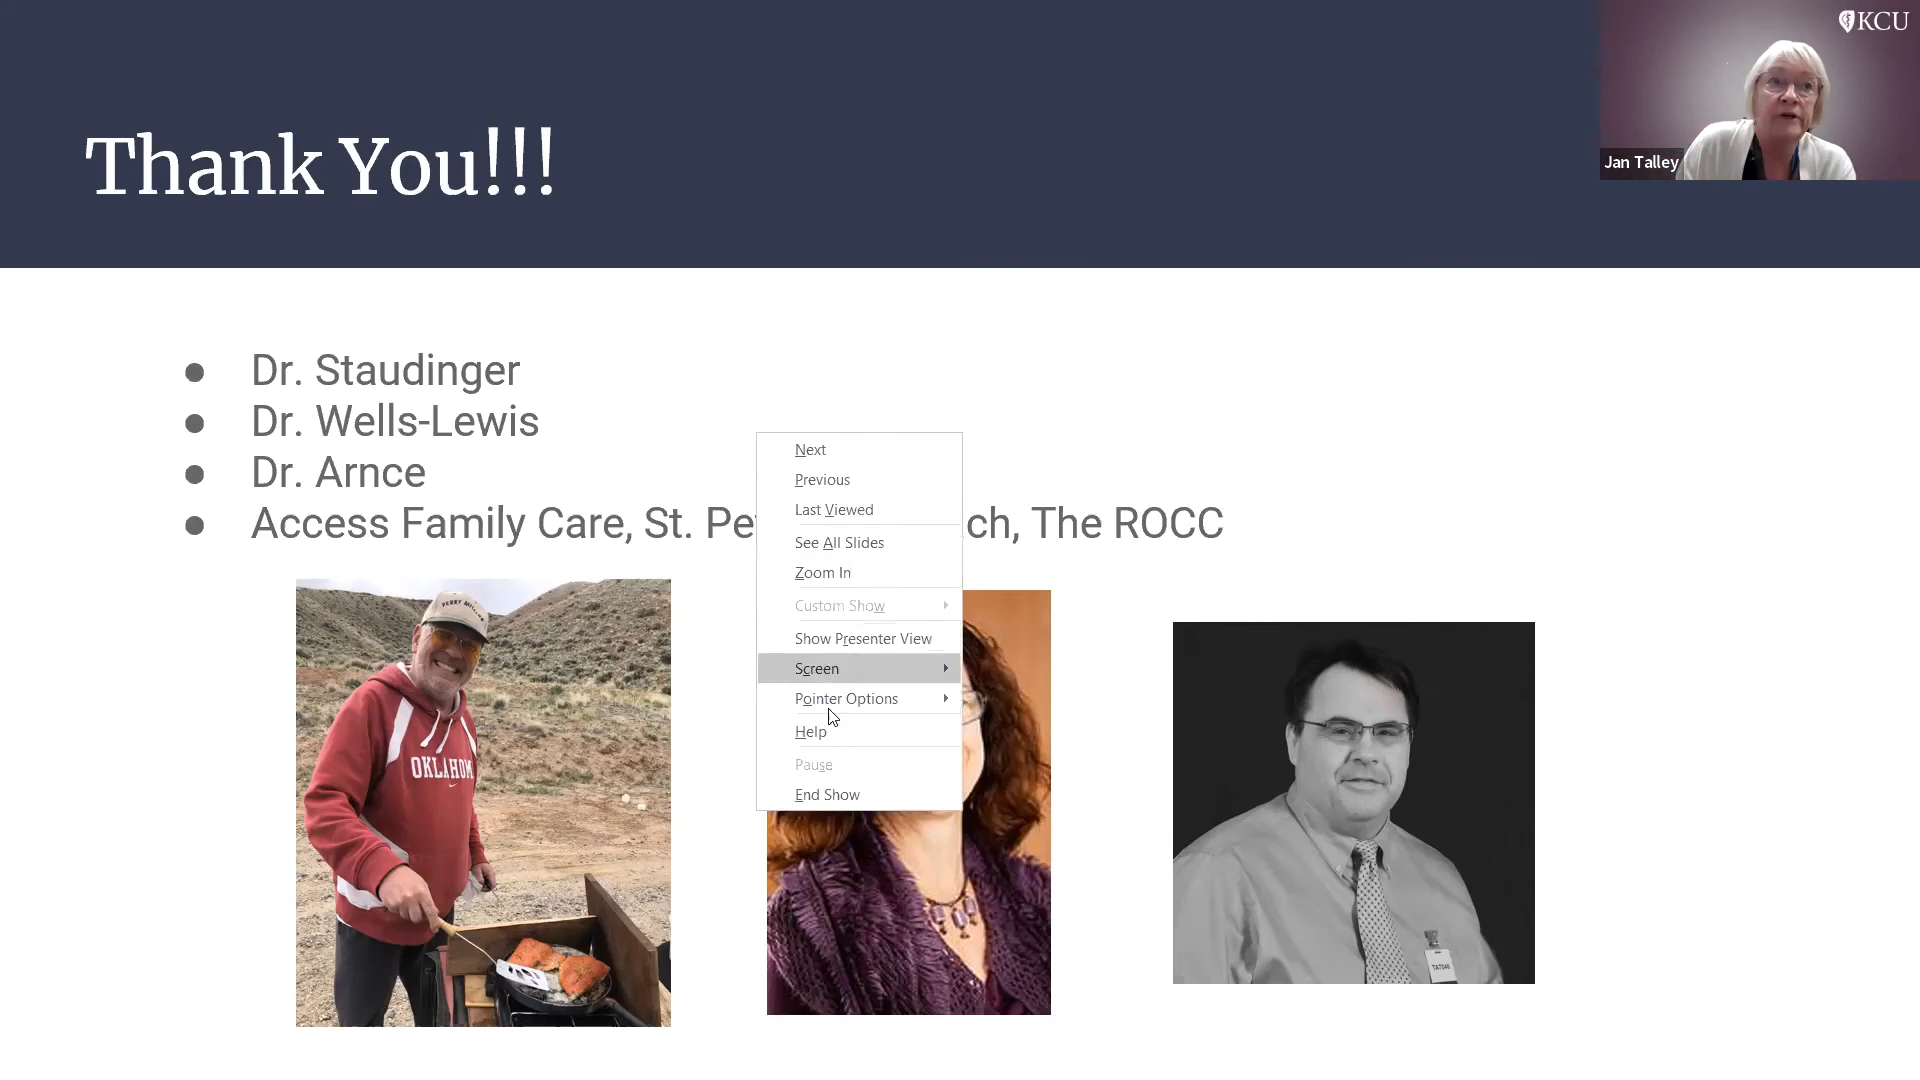 KCU
Jan Talley
Thank You!!!
● Dr. Staudinger
● Dr. Wells-Lewis
● Dr. Arnce
● Access Family Care, St. ch, The ROCC
Next
Previous
Last Viewed
See All Slides
Zoom In
Custom Show
Show Presenter View
Screen
Pointer Options
Help
Pause
End Show
OKLAHOM